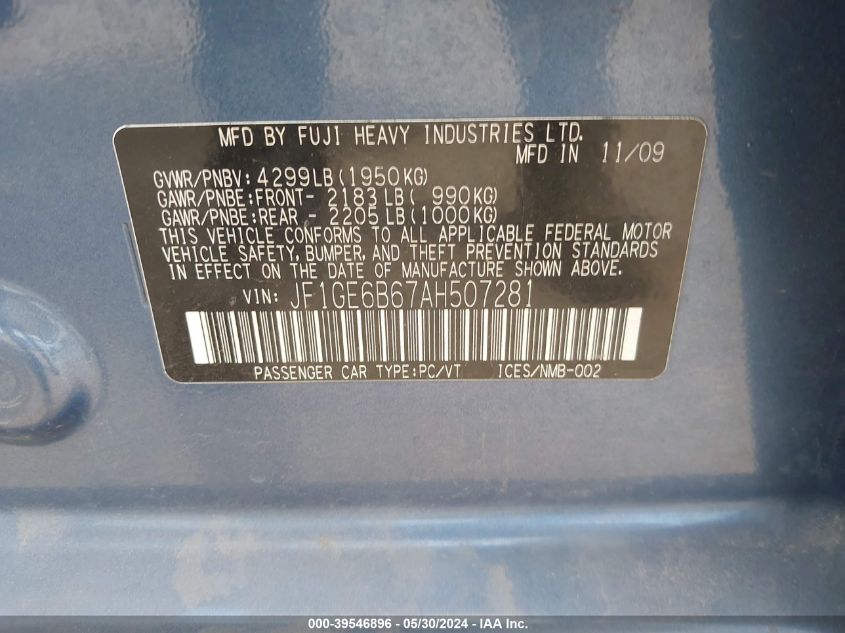 MFD BY FUJI HEAVY INDUSTRIES LTD.
MFD IN 11/09
GVWR/PNBV: 4299LB(1950KG)
GAWR/PNBE:FRONT- 2183LB( 990KG)
GAWR/PNBE:REAR - 2205LB(1000KG)
THIS VEHICLE CONFORMS TO ALL APPLICABLE FEDERAL MOTOR
VEHICLE SAFETY, BUMPER, AND THEFT PREVENTION STANDARDS
IN EFFECT ON THE DATE OF MANUFACTURE SHOWN ABOVE.
VIN: JF1GE6B67AH507281
PASSENGER CAR TYPE:PC/VT ICES/NMB-002
000-39546896 - 05/30/2024 - IAA Inc.